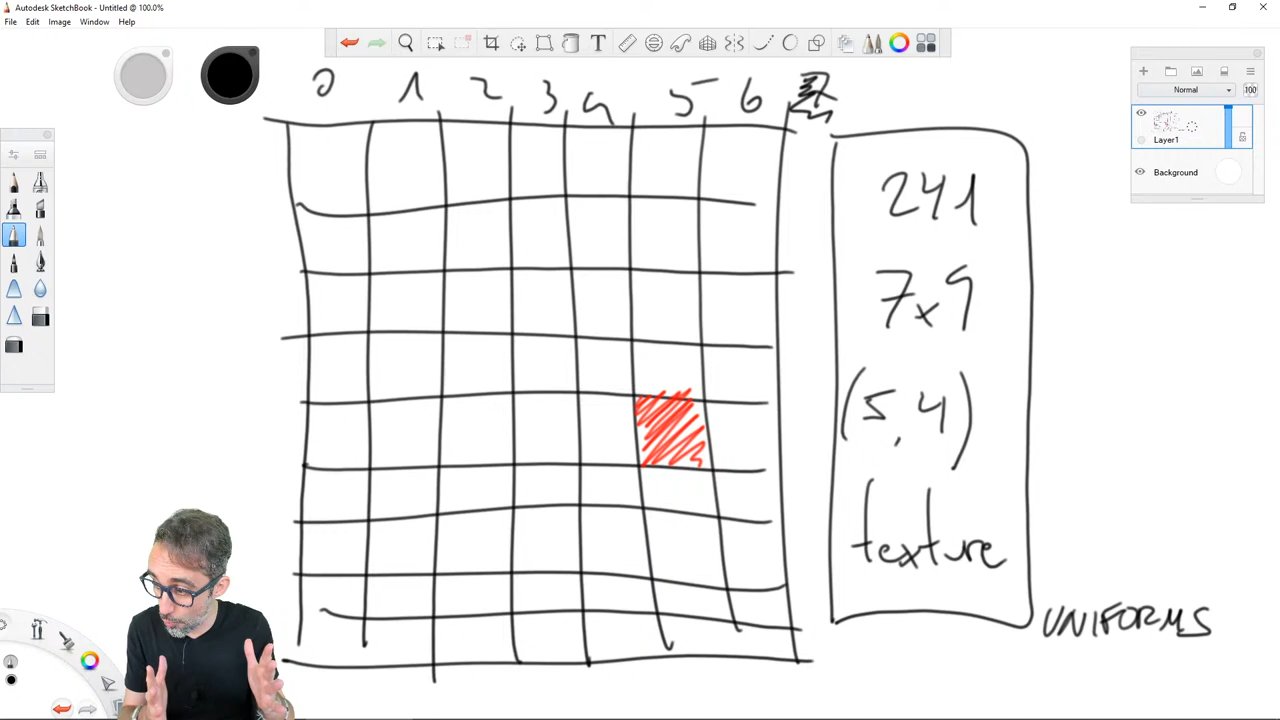 Autodesk SketchBook - Untitled @ 100.0%
File Edit Image Window Help
Normal 100
Layer1
Background
0 1 2 3 4 5 6
241
7x9
(5,4)
texture
UNIFORMS